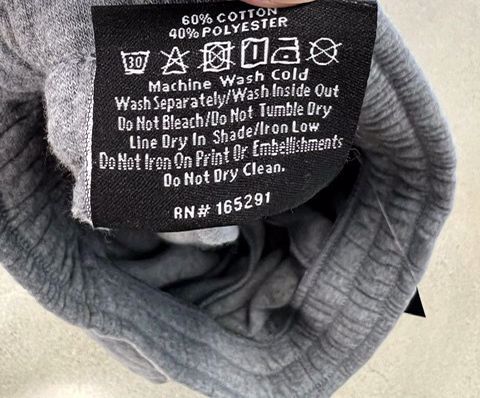 60% COTTON
40% POLYESTER
30
Machine Wash Cold
Wash Separately/Wash Inside Out
Do Not Bleach/Do Not Tumble Dry
Line Dry In Shade/Iron Low
Do Not Iron On Print Or Embellishments
Do Not Dry Clean.
RN# 165291